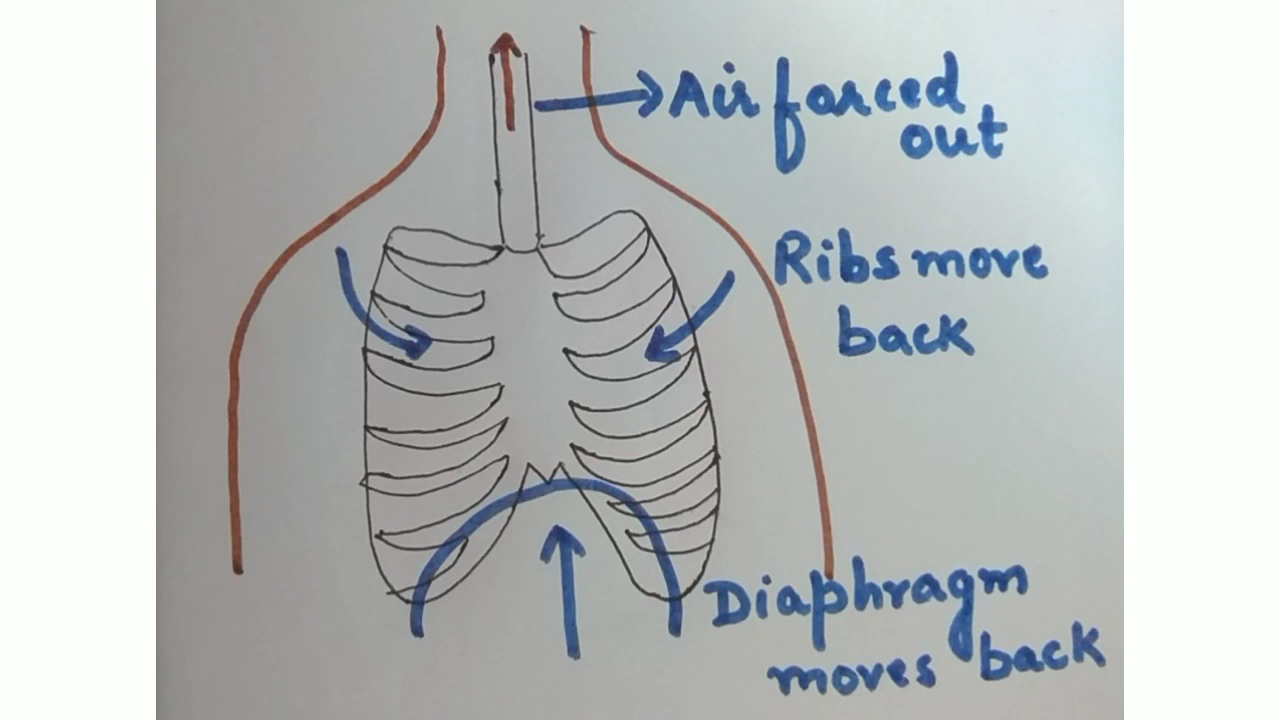 Air forced
out
Ribs move
back
Diaphragm
moves back